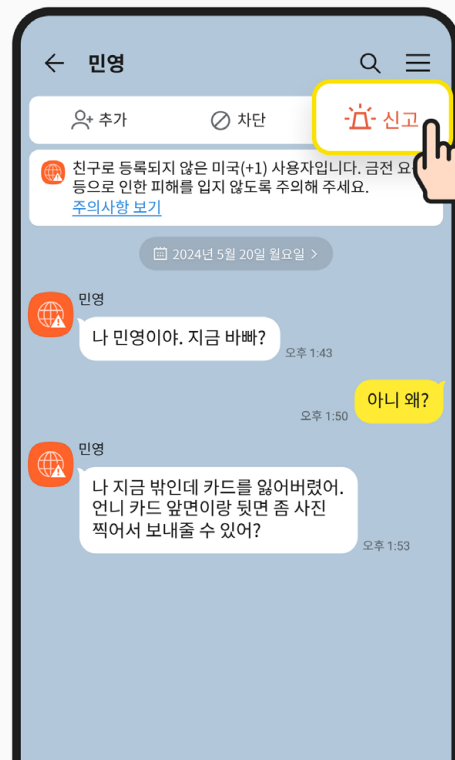 민영
추가
차단
신고
친구로 등록되지 않은 미국(+1) 사용자입니다. 금전 요
등으로 인한 피해를 입지 않도록 주의해 주세요.
주의사항 보기
2024년 5월 20일 월요일 >
민영
나 민영이야. 지금 바빠?
오후 1:43
아니 왜?
오후 1:50
민영
나 지금 밖인데 카드를 잃어버렸어.
언니 카드 앞면이랑 뒷면 좀 사진
찍어서 보내줄 수 있어?
오후 1:53